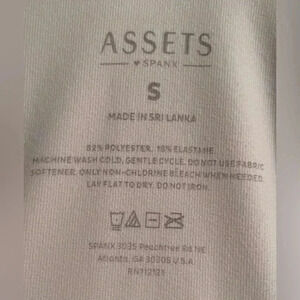 ASSETS
♥ SPANX
S
MADE IN SRI LANKA
82% POLYESTER, 18% ELASTANE
MACHINE WASH COLD, GENTLE CYCLE. DO NOT USE FABRIC
SOFTENER. ONLY NON-CHLORINE BLEACH WHEN NEEDED.
LAY FLAT TO DRY. DO NOT IRON.
SPANX 3035 Peachtree Rd NE
Atlanta, GA 30305 U.S.A.
RN112121